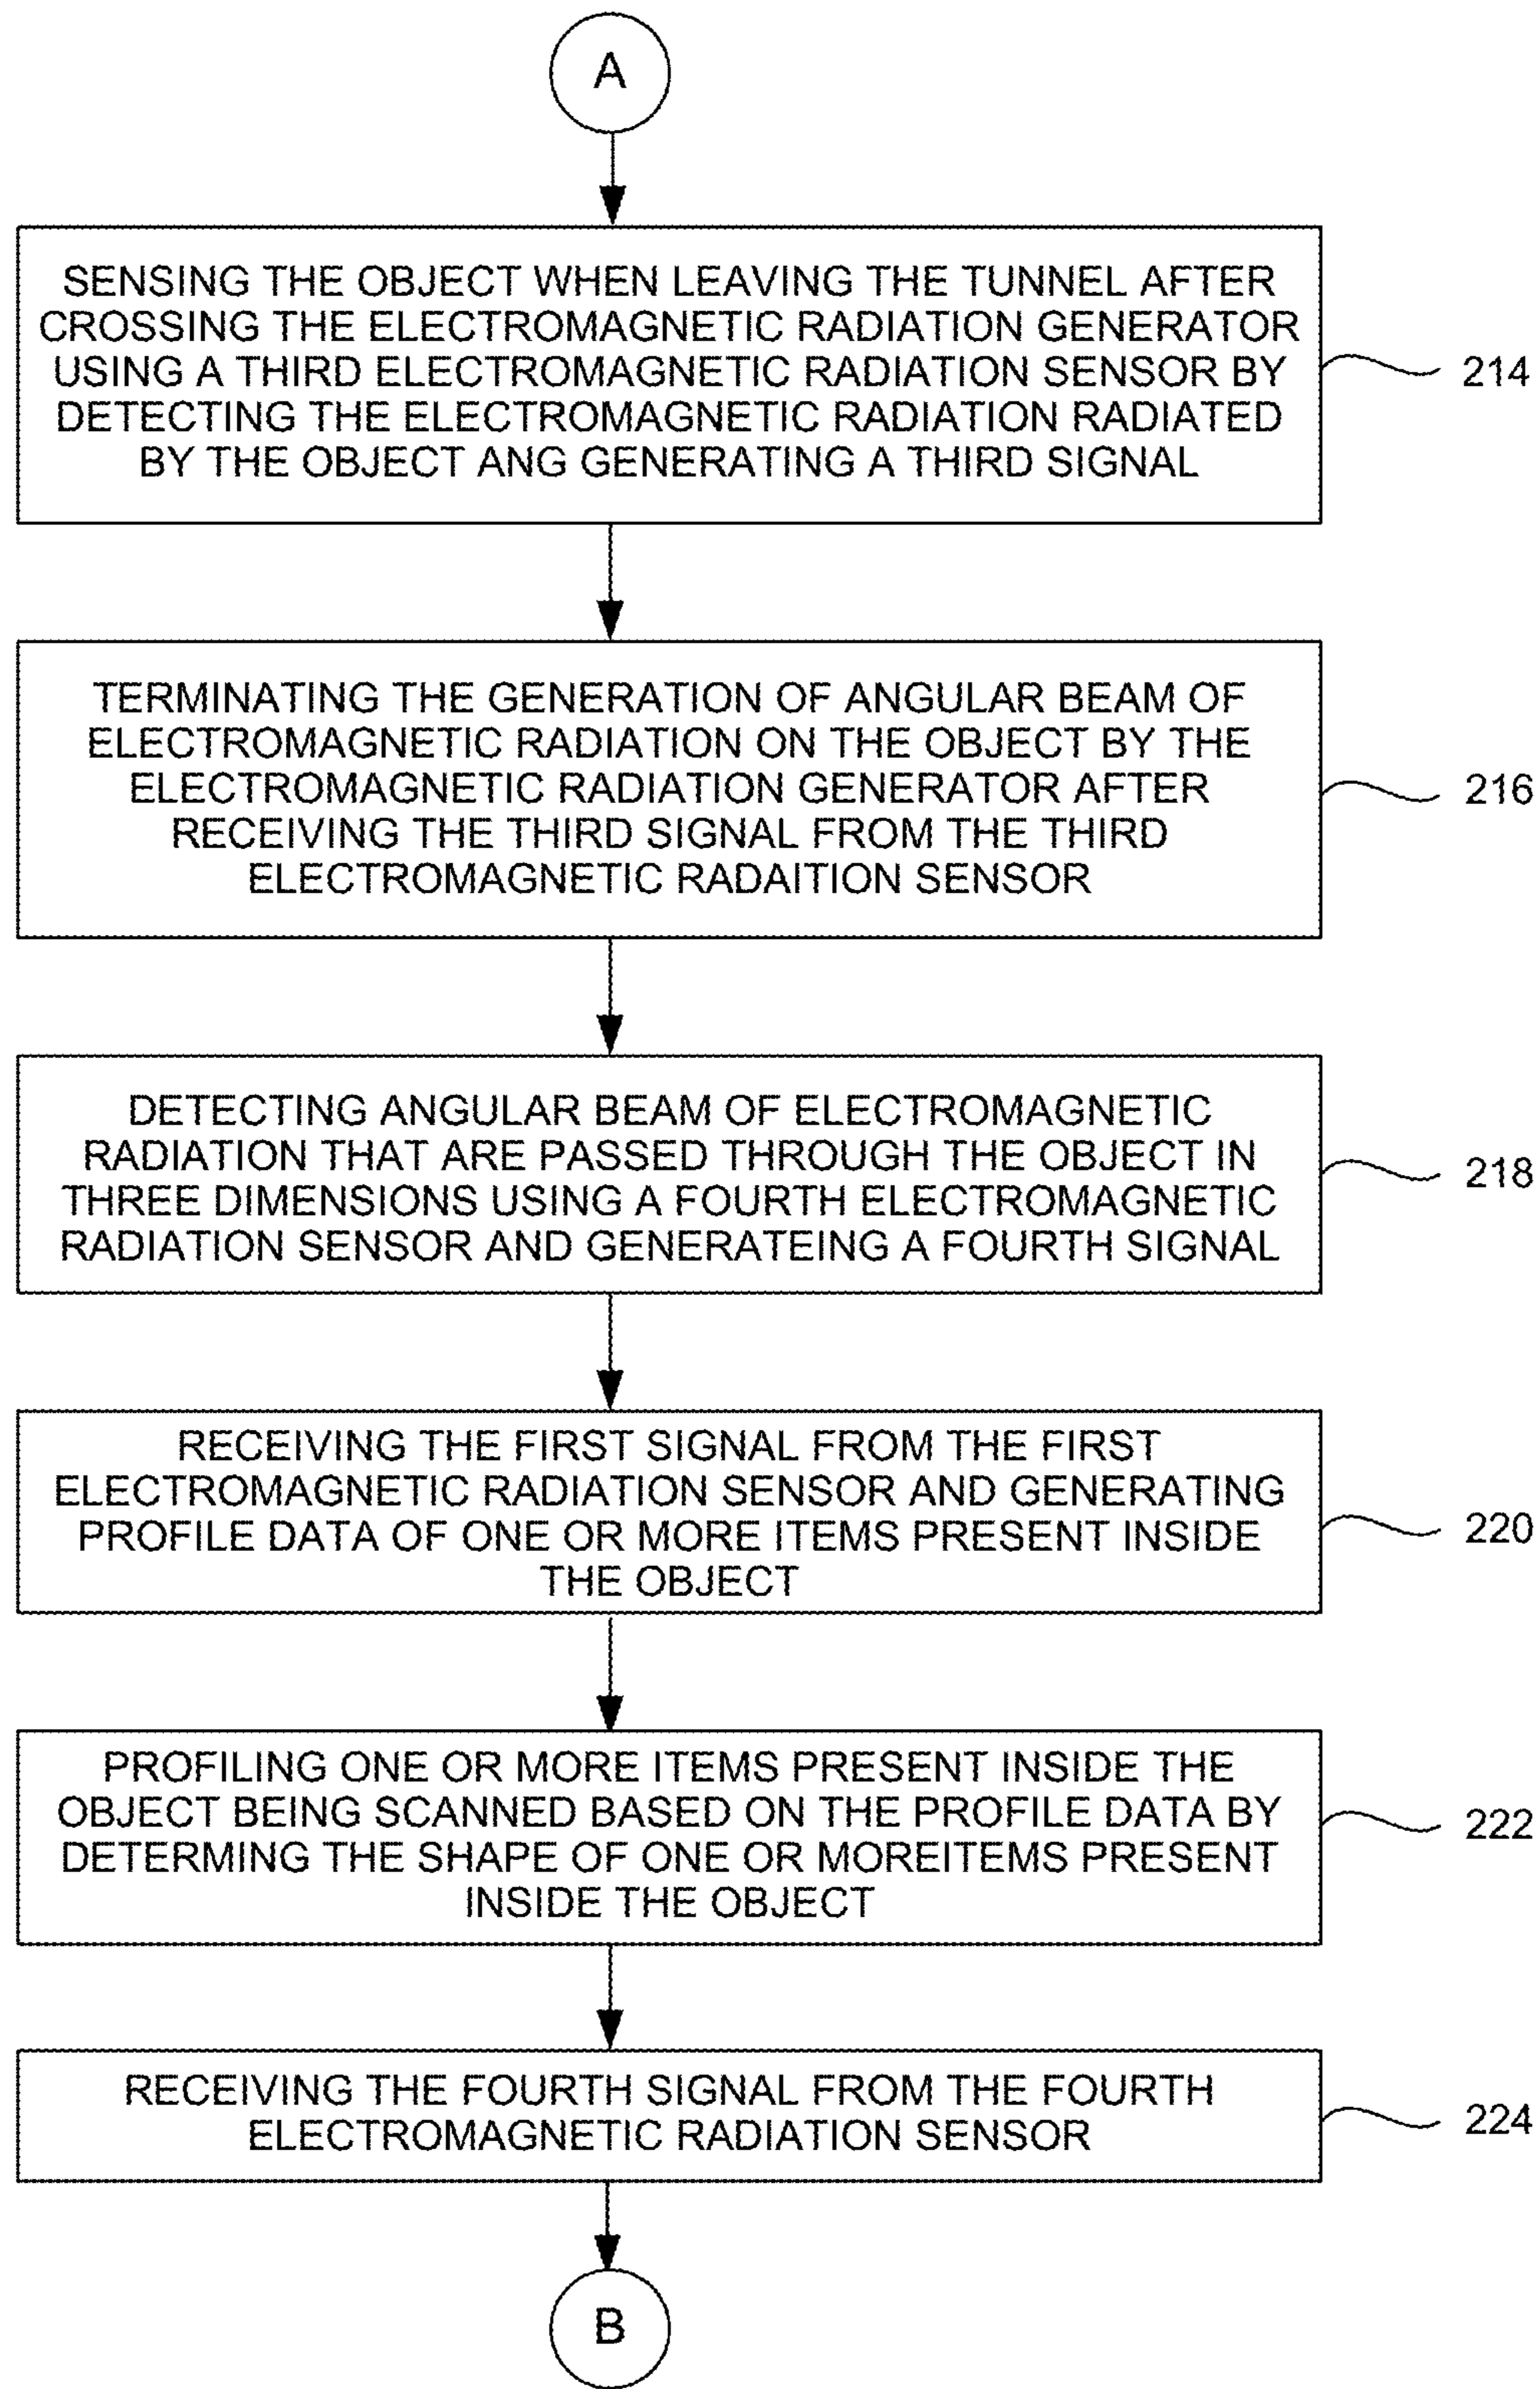 A
SENSING THE OBJECT WHEN LEAVING THE TUNNEL AFTER
CROSSING THE ELECTROMAGNETIC RADIATION GENERATOR
USING A THIRD ELECTROMAGNETIC RADIATION SENSOR BY
DETECTING THE ELECTROMAGNETIC RADIATION RADIATED
BY THE OBJECT ANG GENERATING A THIRD SIGNAL
214
TERMINATING THE GENERATION OF ANGULAR BEAM OF
ELECTROMAGNETIC RADIATION ON THE OBJECT BY THE
ELECTROMAGNETIC RADIATION GENERATOR AFTER
RECEIVING THE THIRD SIGNAL FROM THE THIRD
ELECTROMAGNETIC RADAITION SENSOR
216
DETECTING ANGULAR BEAM OF ELECTROMAGNETIC
RADIATION THAT ARE PASSED THROUGH THE OBJECT IN
THREE DIMENSIONS USING A FOURTH ELECTROMAGNETIC
RADIATION SENSOR AND GENERATEING A FOURTH SIGNAL
218
RECEIVING THE FIRST SIGNAL FROM THE FIRST
ELECTROMAGNETIC RADIATION SENSOR AND GENERATING
PROFILE DATA OF ONE OR MORE ITEMS PRESENT INSIDE
THE OBJECT
220
PROFILING ONE OR MORE ITEMS PRESENT INSIDE THE
OBJECT BEING SCANNED BASED ON THE PROFILE DATA BY
DETERMING THE SHAPE OF ONE OR MOREITEMS PRESENT
INSIDE THE OBJECT
222
RECEIVING THE FOURTH SIGNAL FROM THE FOURTH
ELECTROMAGNETIC RADIATION SENSOR
224
B